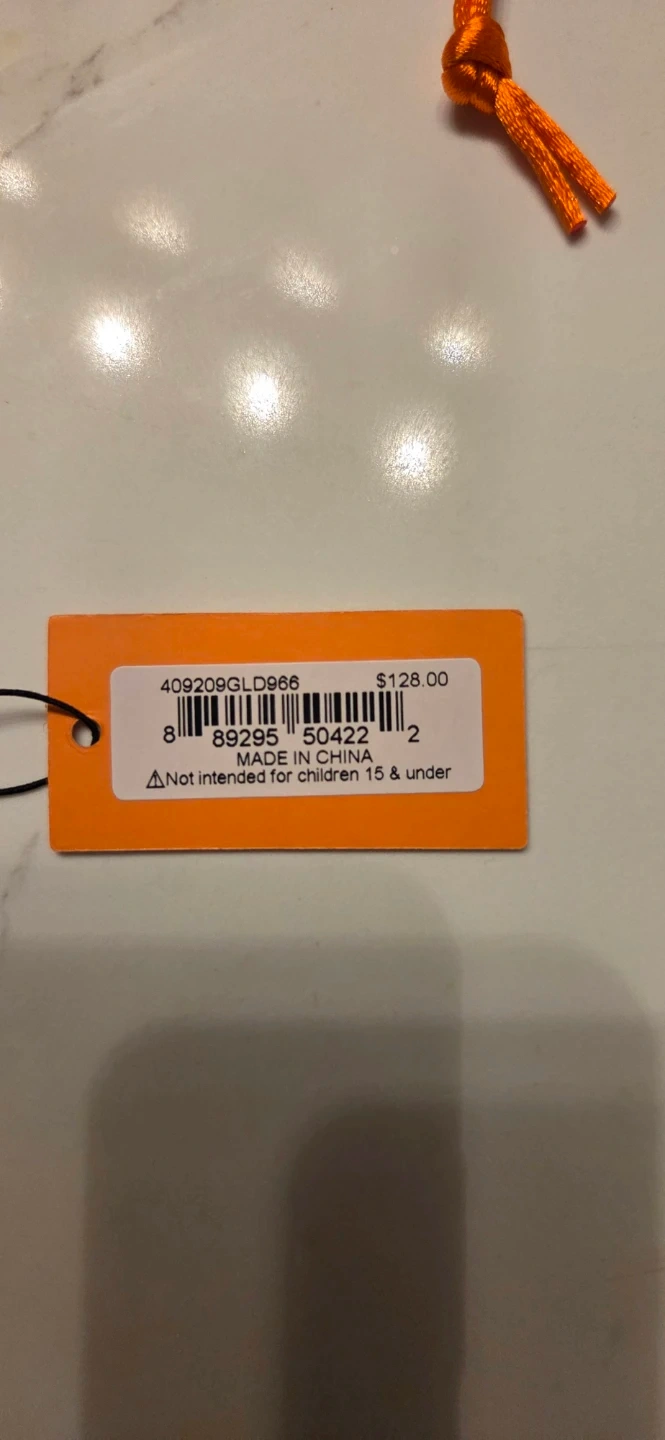 409209GLD966 $128.00
8 89295 50422 2
MADE IN CHINA
⚠Not intended for children 15 & under